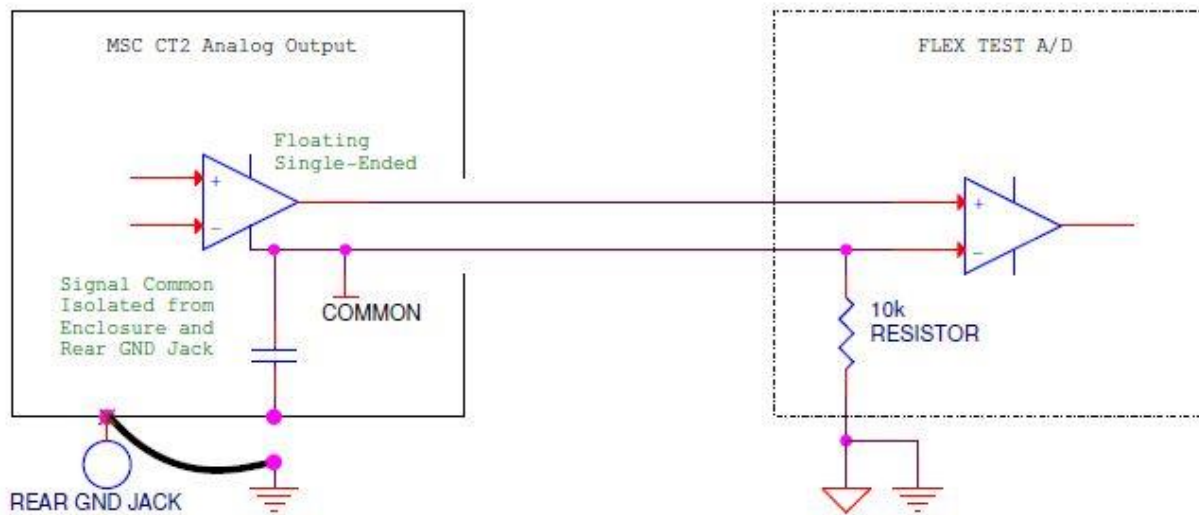 MSC CT2 Analog Output
FLEX TEST A/D
Floating
Single-Ended
+
-
+
-
Signal Common
Isolated from
Enclosure and
Rear GND Jack
COMMON
10k
RESISTOR
REAR GND JACK